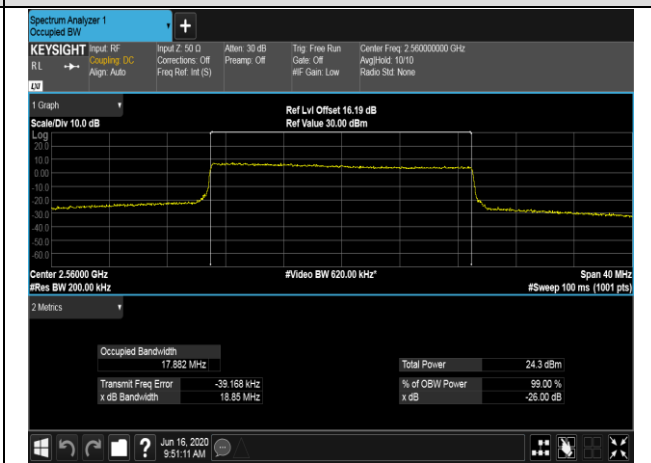 Spectrum Analyzer 1
Occupied BW
+
KEYSIGHT Input: RF Input Z: 50 Ω Atten: 30 dB Trig: Free Run Center Freq: 2.560000000 GHz
RL Coupling: DC Corrections: Off Preamp: Off Gate: Off Avg|Hold: 10/10
Align: Auto Freq Ref: Int (S) #IF Gain: Low Radio Std: None
LXI
1 Graph Ref Lvl Offset 16.19 dB
Scale/Div 10.0 dB Ref Value 30.00 dBm
Log
20.0
10.0
0.00
-10.0
-20.0
-30.0
-40.0
-50.0
-60.0
Center 2.56000 GHz #Video BW 620.00 kHz* Span 40 MHz
#Res BW 200.00 kHz #Sweep 100 ms (1001 pts)
2 Metrics
Occupied Bandwidth
17.882 MHz Total Power 24.3 dBm
Transmit Freq Error -39.168 kHz % of OBW Power 99.00 %
x dB Bandwidth 18.85 MHz x dB -26.00 dB
? Jun 16, 2020
9:51:11 AM